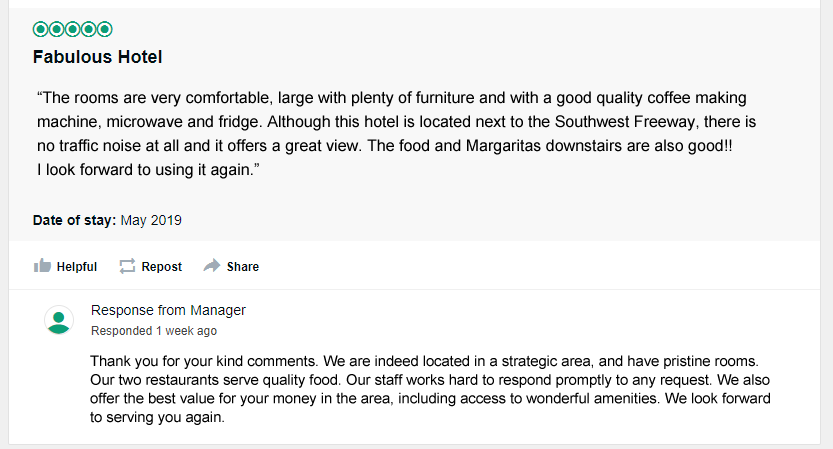 Fabulous Hotel
“The rooms are very comfortable, large with plenty of furniture and with a good quality coffee making
machine, microwave and fridge. Although this hotel is located next to the Southwest Freeway, there is
no traffic noise at all and it offers a great view. The food and Margaritas downstairs are also good!!
I look forward to using it again.”
Date of stay: May 2019
Helpful Repost Share
Response from Manager
Responded 1 week ago
Thank you for your kind comments. We are indeed located in a strategic area, and have pristine rooms.
Our two restaurants serve quality food. Our staff works hard to respond promptly to any request. We also
offer the best value for your money in the area, including access to wonderful amenities. We look forward
to serving you again.